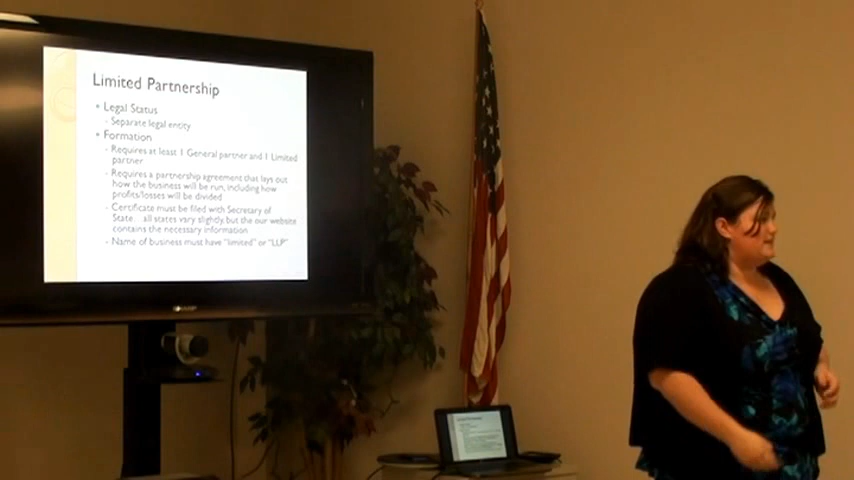 Limited Partnership
• Legal Status
- Separate legal entity
• Formation
- Requires at least 1 General partner and 1 Limited
partner
- Requires a partnership agreement that lays out
how the business will be run, including how
profits/losses will be divided
- Certificate must be filed with Secretary of
State. all states vary slightly, but the our website
contains the necessary information
- Name of business must have "limited" or "LLP"
SHARP